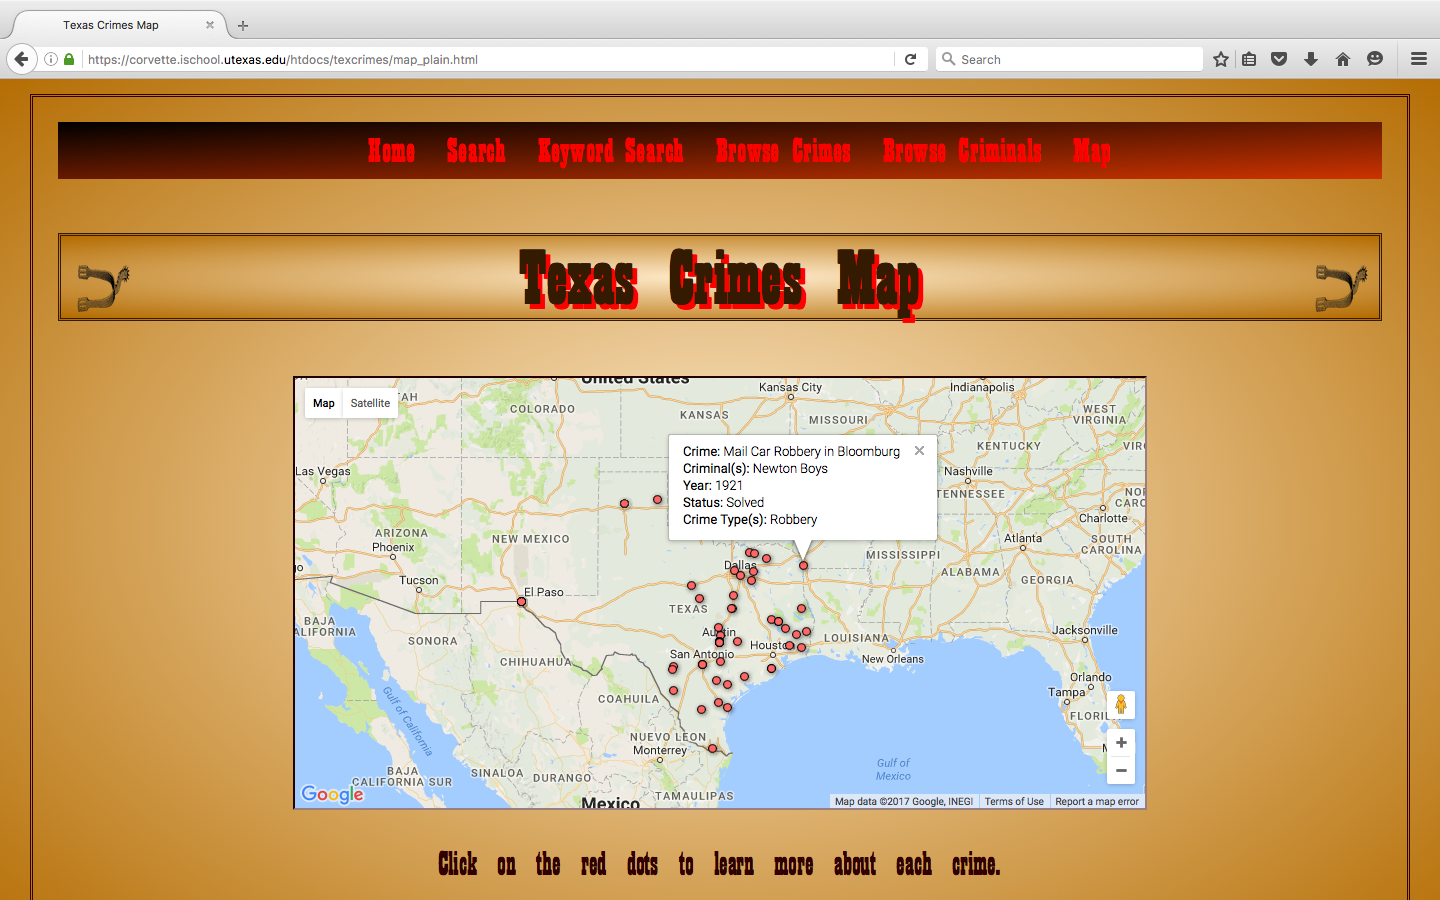 Texas Crimes Map
https://corvette.ischool.utexas.edu/htdocs/texcrimes/map_plain.html
Search
Home Search Keyword Search Browse Crimes Browse Criminals Map
Texas Crimes Map
Map Satellite
United States
Kansas City
Indianapolis
UTAH
COLORADO
KANSAS
MISSOURI
WEST
VIRGINIA
KENTUCKY
VIR
Crime: Mail Car Robbery in Bloomburg
Criminal(s): Newton Boys
Year: 1921
Status: Solved
Crime Type(s): Robbery
Las Vegas
Nashville
TENNESSEE
NOR
CARO
Charlotte
ARIZONA
Phoenix
NEW MEXICO
Atlanta
SOUTH
CAROLINA
MISSISSIPPI
Dallas
ALABAMA
GEORGIA
go
Tucson
El Paso
TEXAS
BAJA
CALIFORNIA
SONORA
Austin
Jacksonville
LOUISIANA
Houston
San Antonio
New Orleans
CHIHUAHUA
Orlando
Tampa
COAHUILA
FLORI
Gulf of
California
NUEVO LEON
Monterrey
M
Gulf of
Mexico
BAJA
CALIFORNIA SUR
SINALOA
DURANGO
TAMAULIPAS
Mexico
Google
Map data ©2017 Google, INEGI Terms of Use Report a map error
Click on the red dots to learn more about each crime.